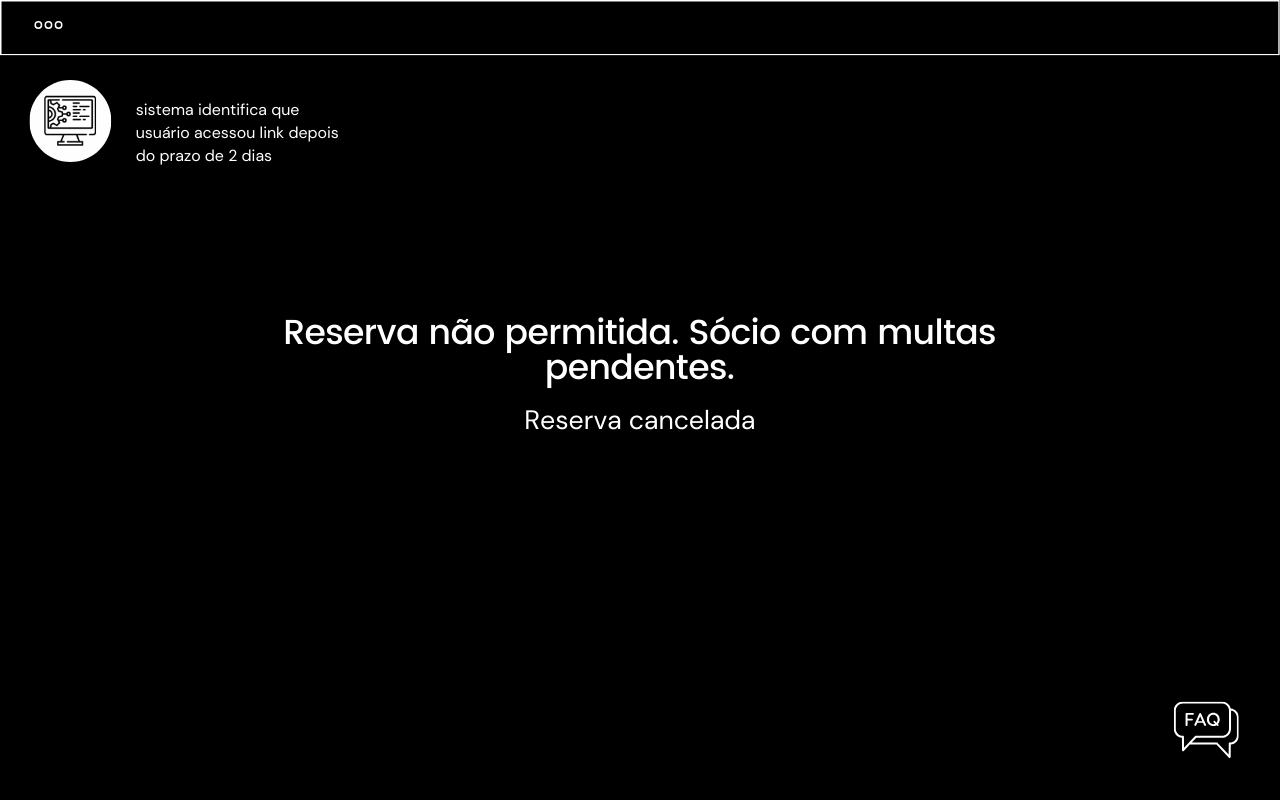 sistema identifica que
usuário acessou link depois
do prazo de 2 dias
Reserva não permitida. Sócio com multas
pendentes.
Reserva cancelada
FAQ